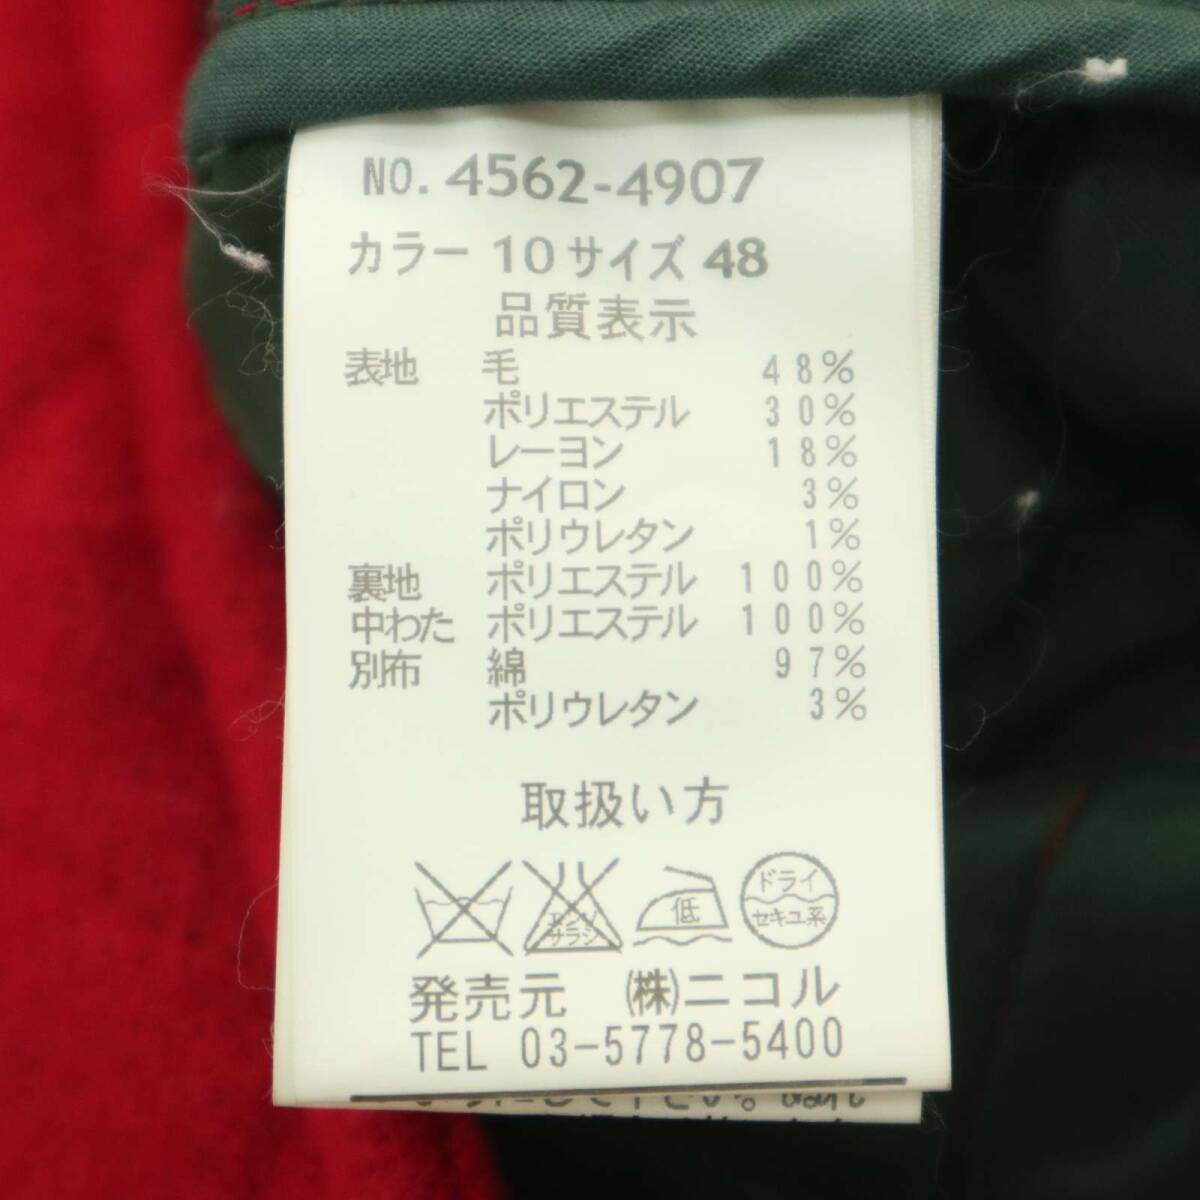 NO. 4562-4907
カラー 10 サイズ 48
品質表示
表地 毛 48%
ポリエステル 30%
レーヨン 18%
ナイロン 3%
ポリウレタン 1%
裏地 ポリエステル 100%
中わた ポリエステル 100%
別布 綿 97%
ポリウレタン 3%
取扱い方
エンソサラシ 低 ドライ セキユ系
発売元 (株)ニコル
TEL 03-5778-5400